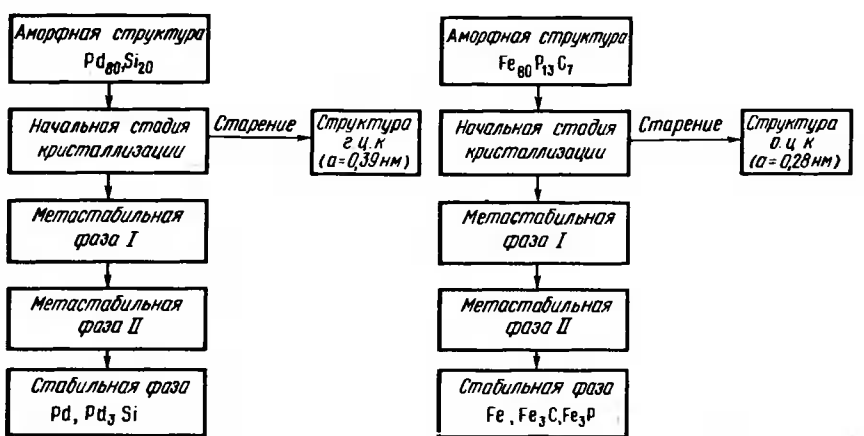 Аморфная структура
Pd80Si20
Начальная стадия
кристаллизации
Старение
Структура
г.ц.к
(a=0,39нм)
Метастабильная
фаза I
Метастабильная
фаза II
Стабильная фаза
Pd, Pd3 Si
Аморфная структура
Fe80P13C7
Начальная стадия
кристаллизации
Старение
Структура
о.ц.к
(a=0,28нм)
Метастабильная
фаза I
Метастабильная
фаза II
Стабильная фаза
Fe, Fe3C, Fe3P